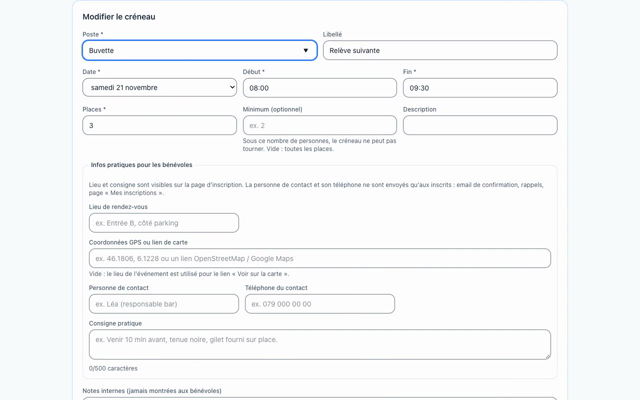 Modifier le créneau
Poste *
Libellé
Buvette
Relève suivante
Date *
Début *
Fin *
samedi 21 novembre
08:00
09:30
Places *
Minimum (optionnel)
Description
3
ex. 2
Sous ce nombre de personnes, le créneau ne peut pas
tourner. Vide : toutes les places.
Infos pratiques pour les bénévoles
Lieu et consigne sont visibles sur la page d'inscription. La personne de contact et son téléphone ne sont envoyés qu'aux inscrits : email de confirmation, rappels,
page « Mes inscriptions ».
Lieu de rendez-vous
ex. Entrée B, côté parking
Coordonnées GPS ou lien de carte
ex. 46.1806, 6.1228 ou un lien OpenStreetMap / Google Maps
Vide : le lieu de l'événement est utilisé pour le lien « Voir sur la carte ».
Personne de contact
Téléphone du contact
ex. Léa (responsable bar)
ex. 079 000 00 00
Consigne pratique
ex. Venir 10 min avant, tenue noire, gilet fourni sur place.
0/500 caractères
Notes internes (jamais montrées aux bénévoles)